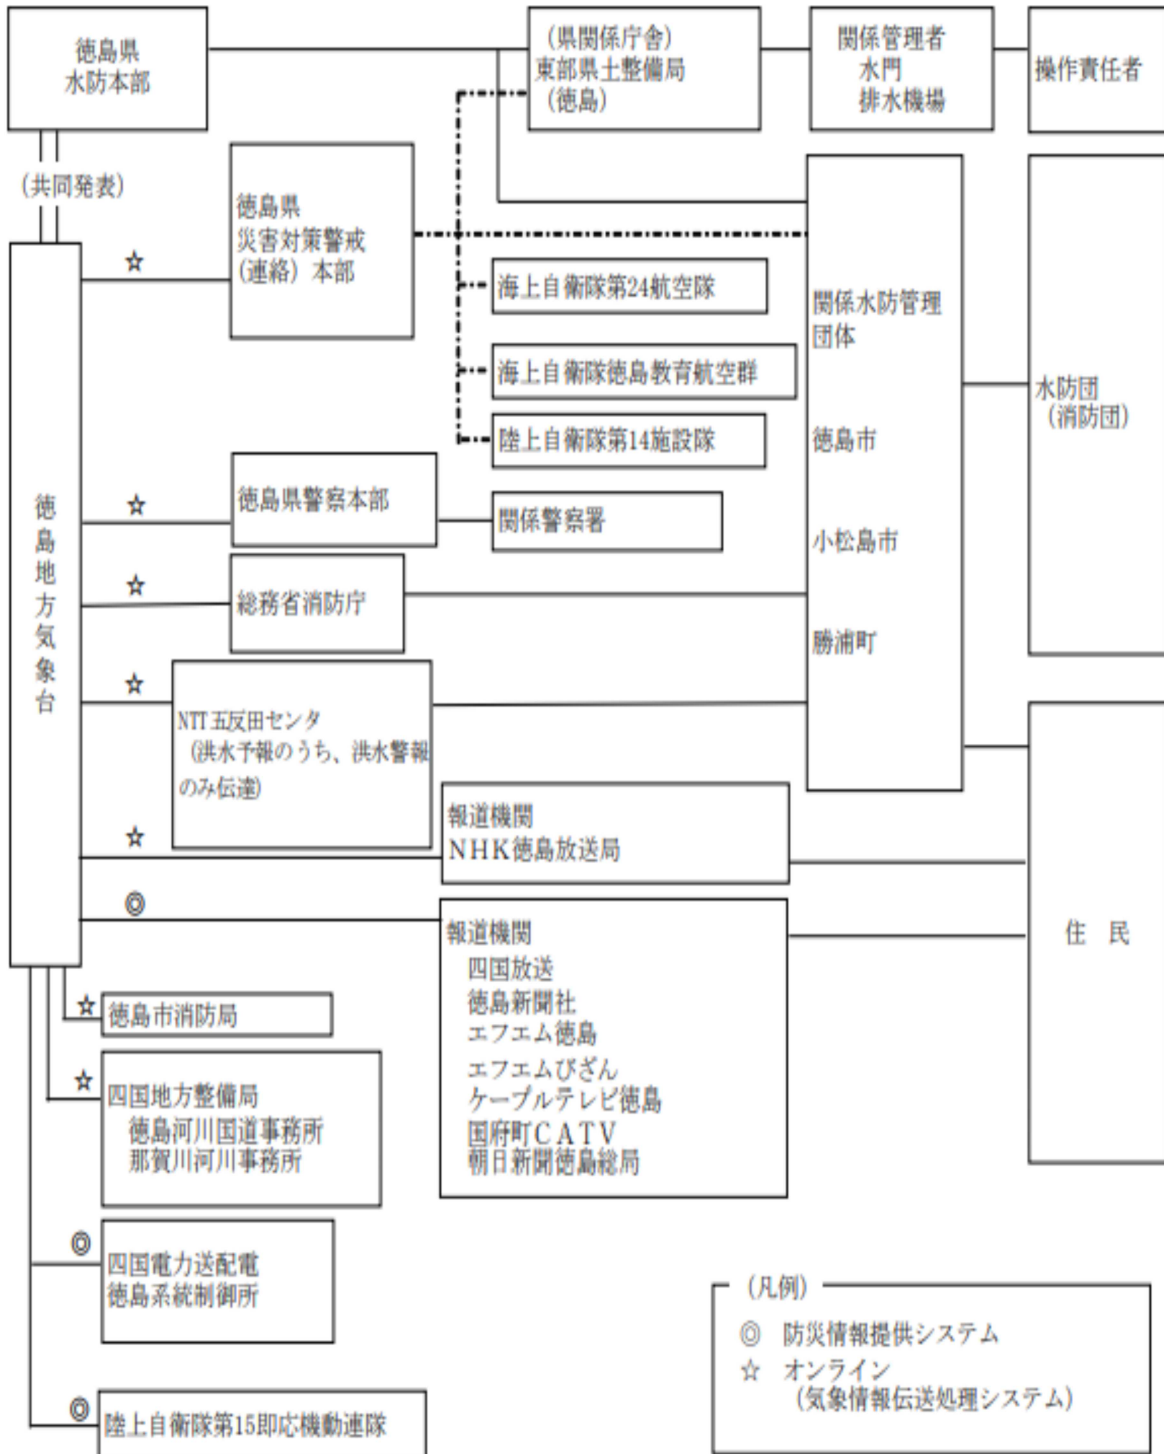 徳島県
水防本部
(県関係庁舎)
東部県土整備局
(徳島)
関係管理者
水門
排水機場
操作責任者
(共同発表)
徳島県
災害対策警戒
(連絡)本部
☆
海上自衛隊第24航空隊
海上自衛隊徳島教育航空群
陸上自衛隊第14施設隊
関係水防管理
団体
徳島市
小松島市
勝浦町
水防団
(消防団)
徳島地方気象台
☆
徳島県警察本部
関係警察署
☆
総務省消防庁
☆
NTT五反田センタ
(洪水予報のうち、洪水警報
のみ伝達)
☆
報道機関
NHK徳島放送局
◎
報道機関
四国放送
徳島新聞社
エフエム徳島
エフエムびざん
ケーブルテレビ徳島
国府町CATV
朝日新聞徳島総局
住 民
☆
徳島市消防局
☆
四国地方整備局
徳島河川国道事務所
那賀川河川事務所
◎
四国電力送配電
徳島系統制御所
◎
陸上自衛隊第15即応機動連隊
(凡例)
◎ 防災情報提供システム
☆ オンライン
(気象情報伝送処理システム)